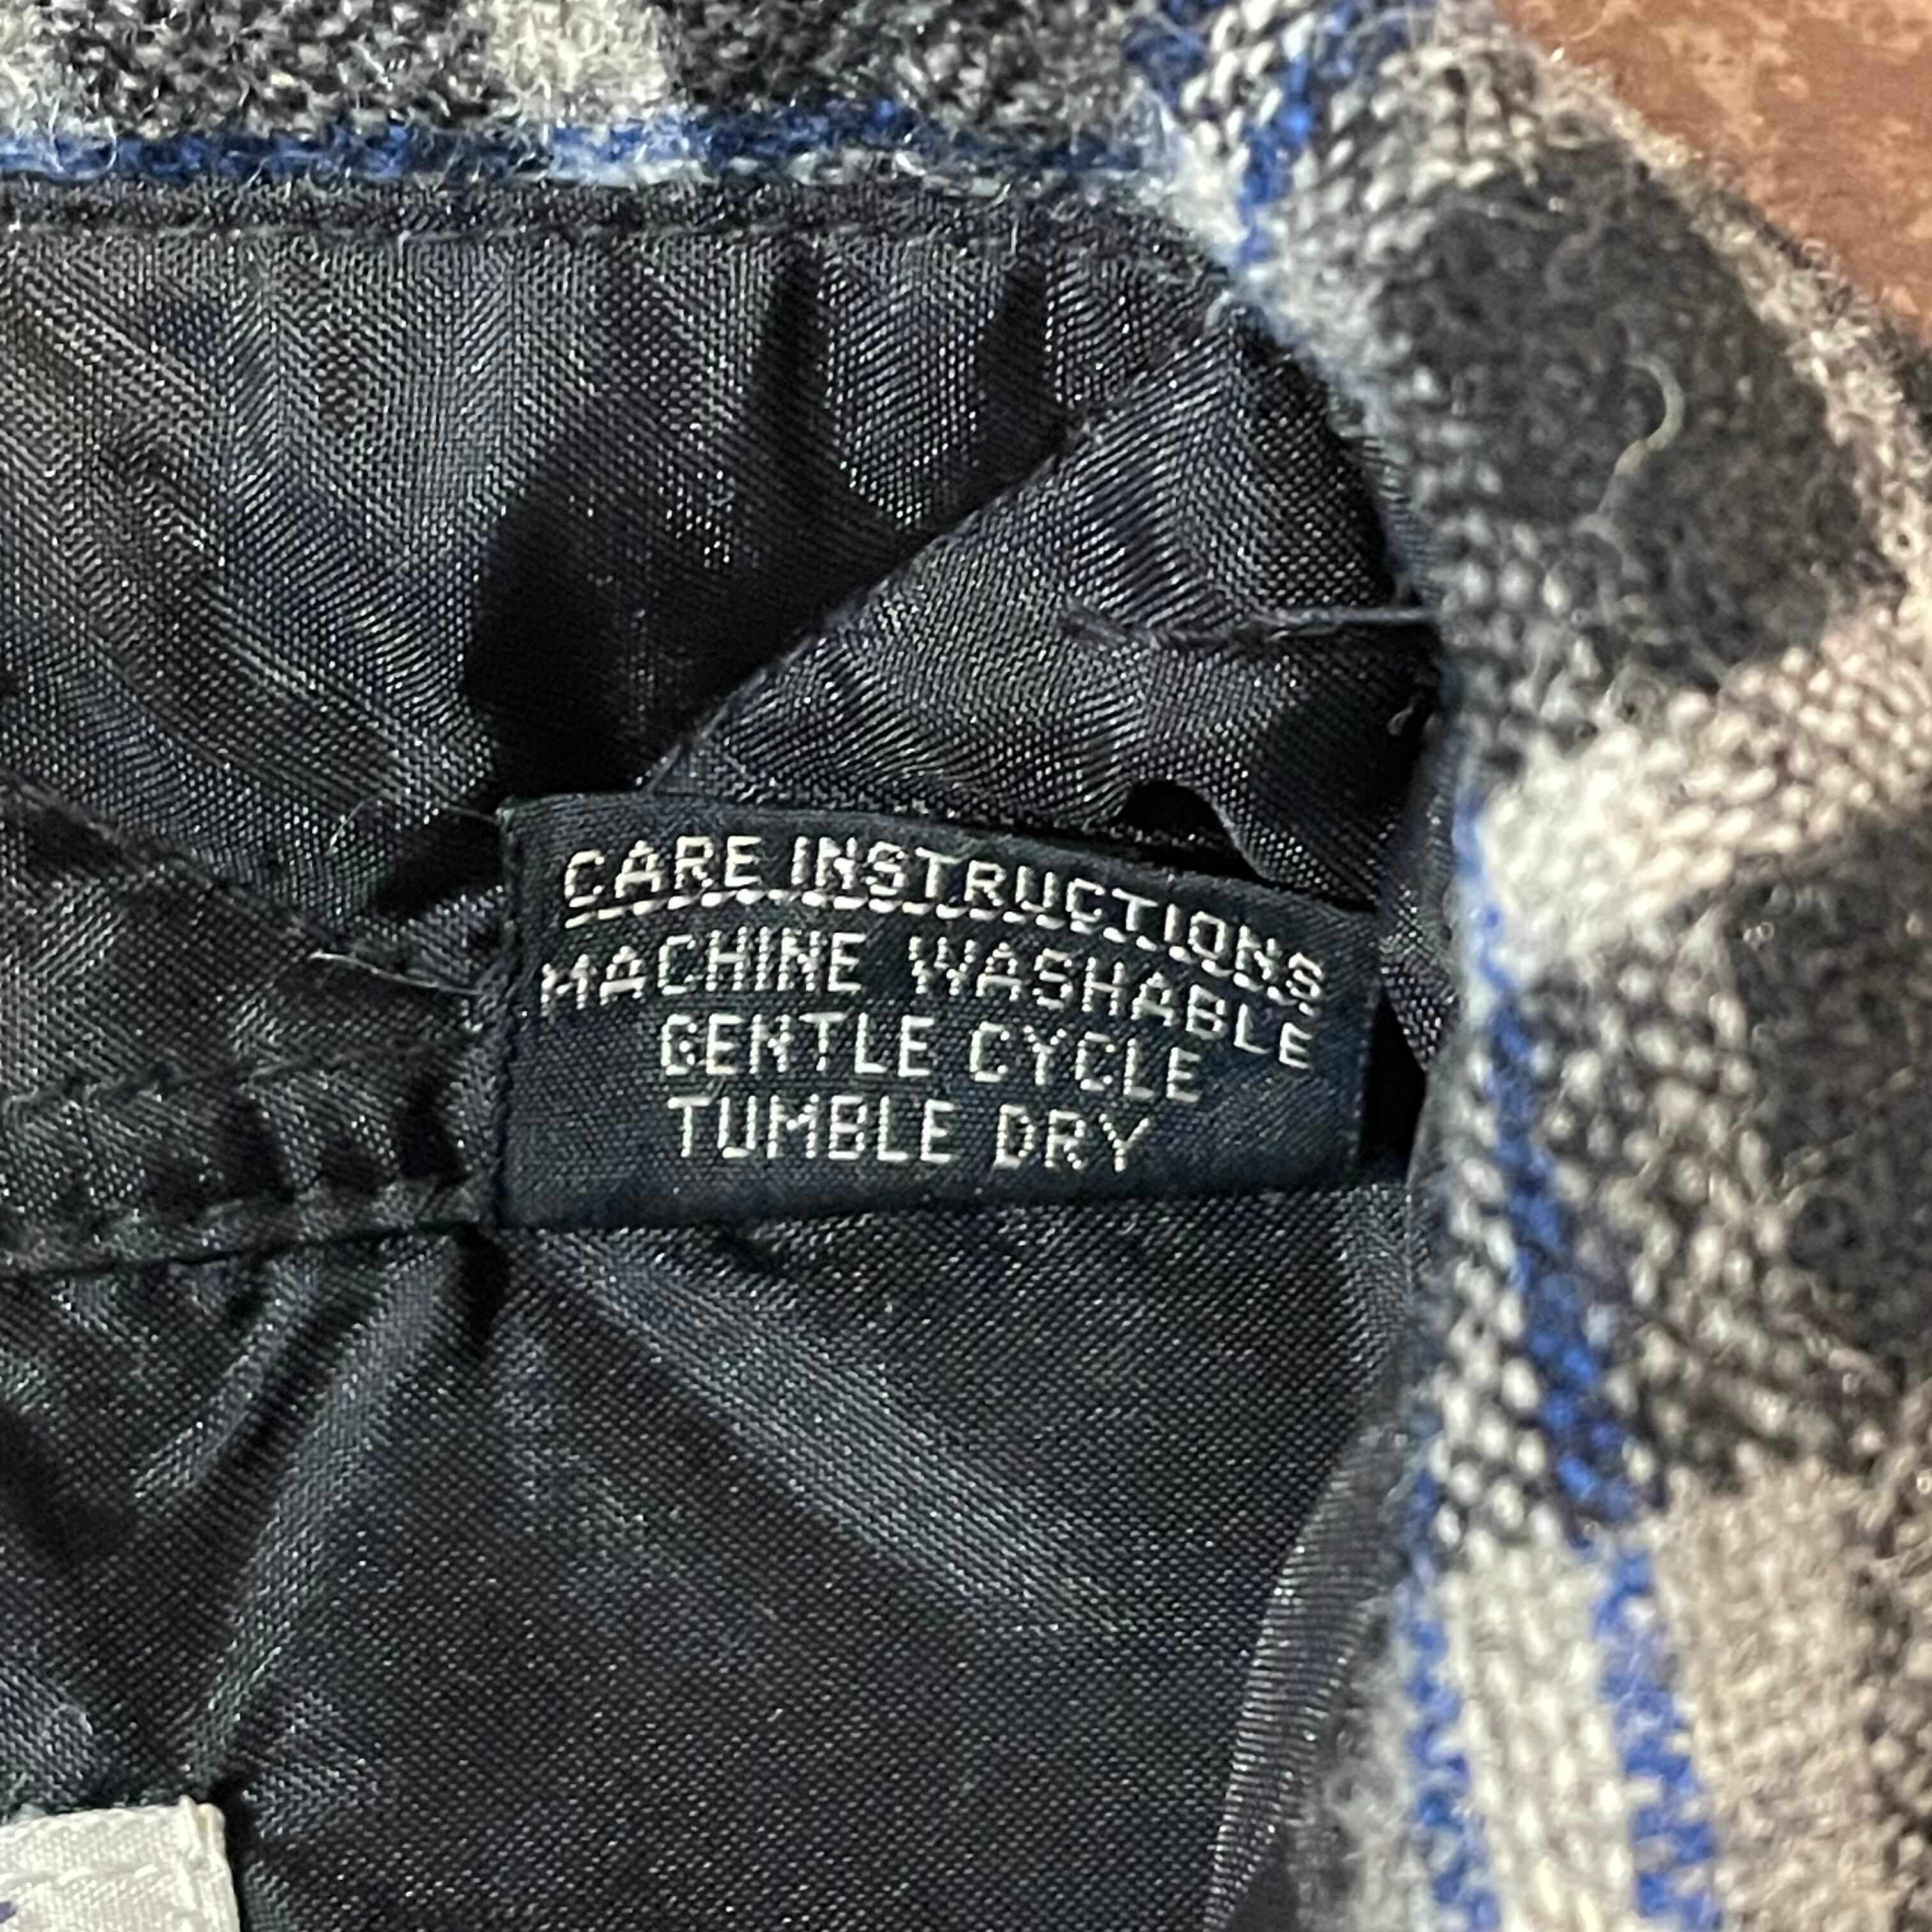 CARE INSTRUCTIONS
MACHINE WASHABLE
GENTLE CYCLE
TUMBLE DRY